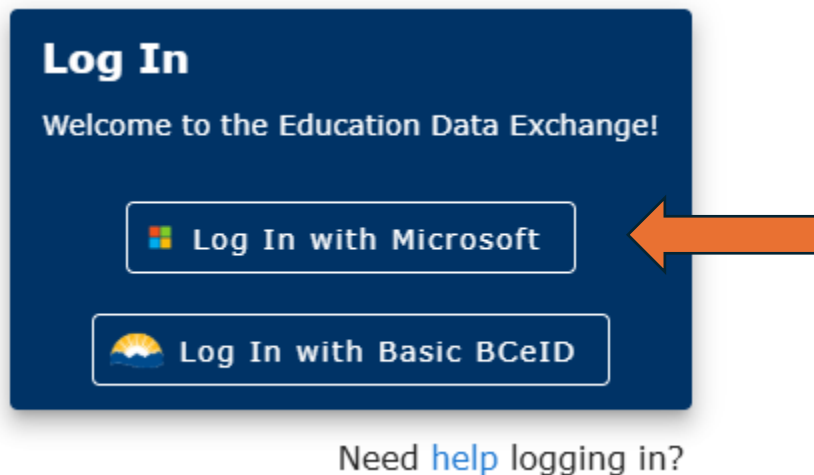 Log In
Welcome to the Education Data Exchange!
Log In with Microsoft
Log In with Basic BCeID
Need help logging in?